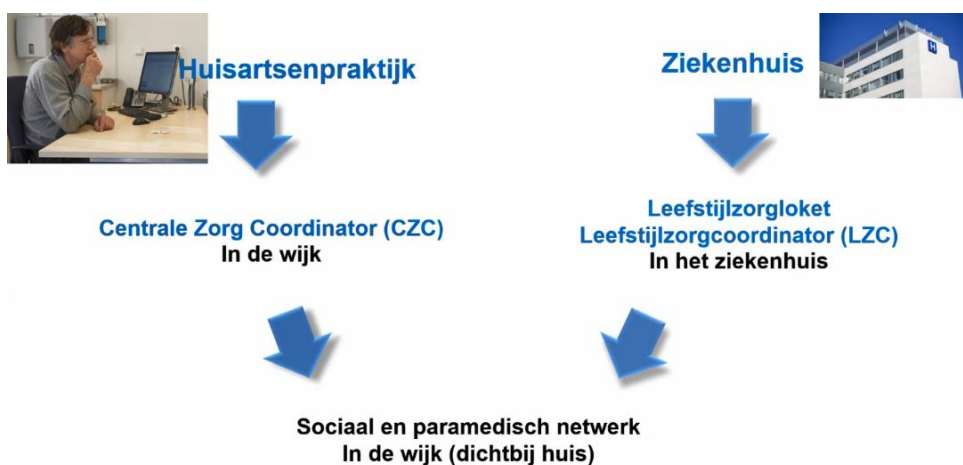 Huisartsenpraktijk
Ziekenhuis
H
Centrale Zorg Coordinator (CZC)
In de wijk
Leefstijlzorgloket
Leefstijlzorgcoordinator (LZC)
In het ziekenhuis
Sociaal en paramedisch netwerk
In de wijk (dichtbij huis)